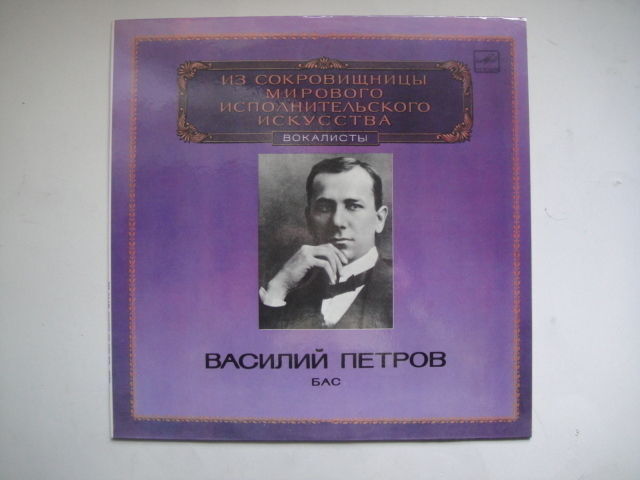 ИЗ СОКРОВИЩНИЦЫ
МИРОВОГО
ИСПОЛНИТЕЛЬСКОГО
ИСКУССТВА
ВОКАЛИСТЫ
ВАСИЛИЙ ПЕТРОВ
БАС